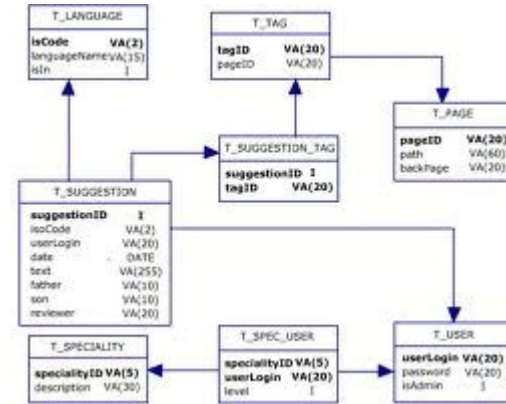 T_LANGUAGE
isCode VA(2)
languageName VA(15)
isIn I
T_TAG
tagID VA(20)
pageID VA(20)
T_PAGE
pageID VA(20)
path VA(60)
backPage VA(20)
T_SUGGESTION_TAG
suggestionID I
tagID VA(20)
T_SUGGESTION
suggestionID I
isoCode VA(2)
userLogin VA(20)
date DATE
text VA(255)
father VA(10)
son VA(10)
reviewer VA(20)
T_SPECIALITY
specialityID VA(5)
description VA(30)
T_SPEC_USER
specialityID VA(5)
userLogin VA(20)
level I
T_USER
userLogin VA(20)
password VA(20)
isAdmin I